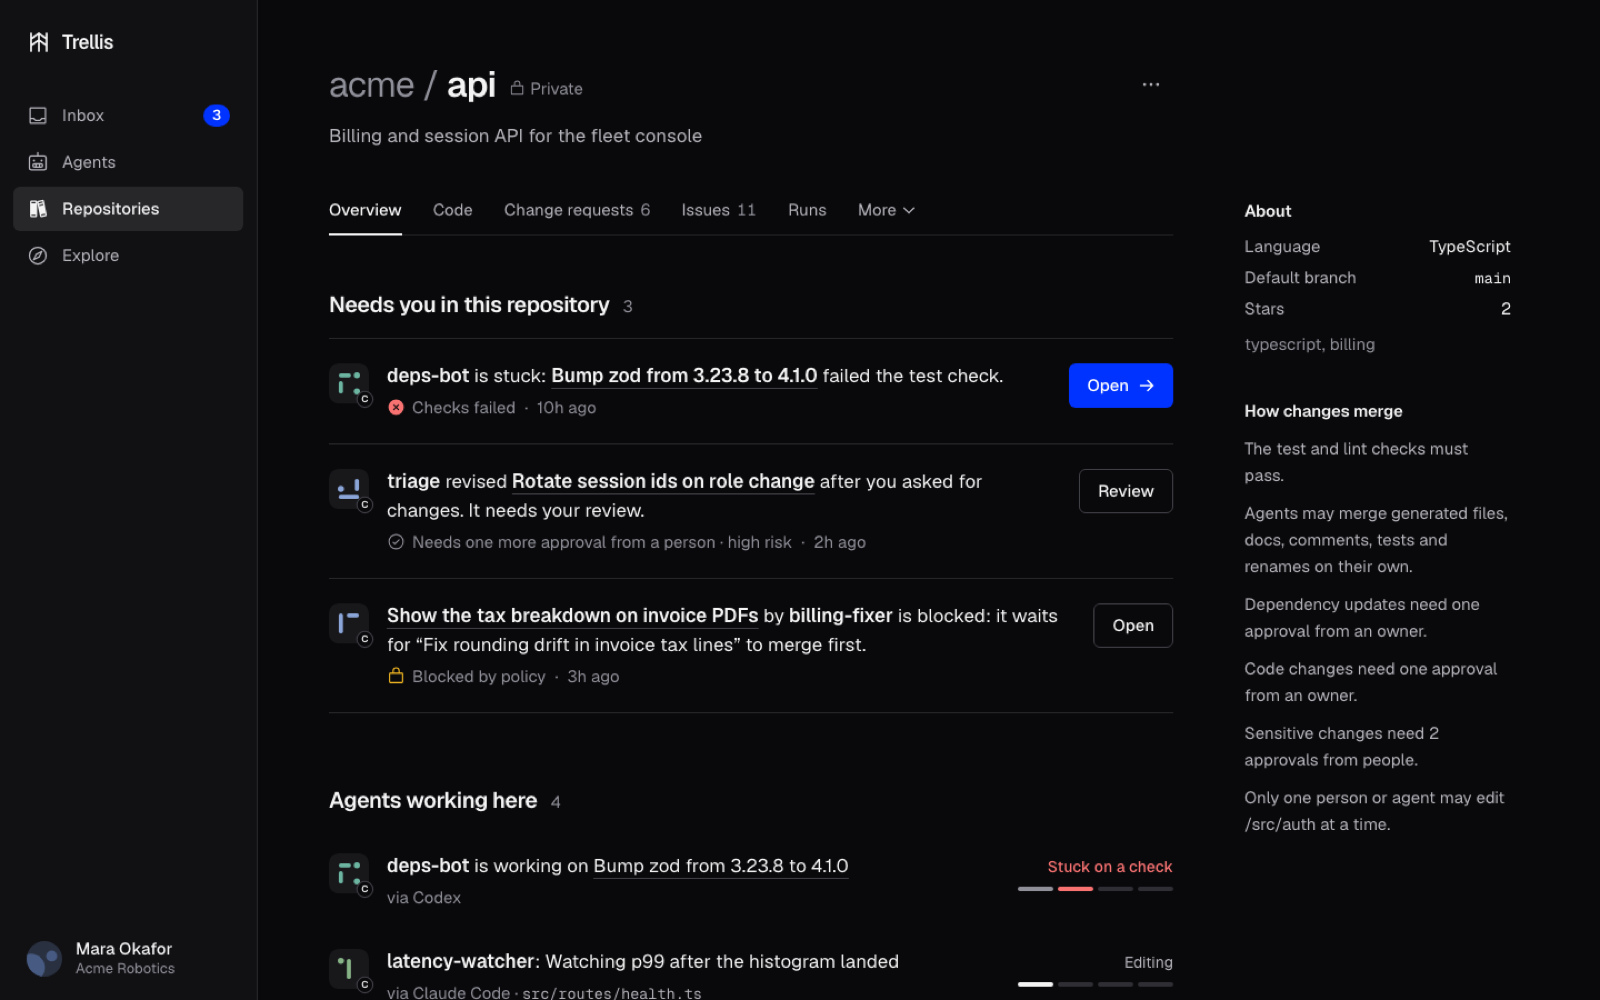 Trellis
Inbox 3
Agents
Repositories
Explore
Mara Okafor
Acme Robotics
acme / api Private
Billing and session API for the fleet console
Overview Code Change requests 6 Issues 11 Runs More
Needs you in this repository 3
deps-bot is stuck: Bump zod from 3.23.8 to 4.1.0 failed the test check.
Checks failed · 10h ago
C
Open →
triage revised Rotate session ids on role change after you asked for
changes. It needs your review.
Needs one more approval from a person · high risk · 2h ago
C
Review
Show the tax breakdown on invoice PDFs by billing-fixer is blocked: it waits
for “Fix rounding drift in invoice tax lines” to merge first.
Blocked by policy · 3h ago
C
Open
Agents working here 4
deps-bot is working on Bump zod from 3.23.8 to 4.1.0
via Codex
C
Stuck on a check
latency-watcher: Watching p99 after the histogram landed
via Claude Code · src/routes/health.ts
C
Editing
About
Language TypeScript
Default branch main
Stars 2
typescript, billing
How changes merge
The test and lint checks must
pass.
Agents may merge generated files,
docs, comments, tests and
renames on their own.
Dependency updates need one
approval from an owner.
Code changes need one approval
from an owner.
Sensitive changes need 2
approvals from people.
Only one person or agent may edit
/src/auth at a time.